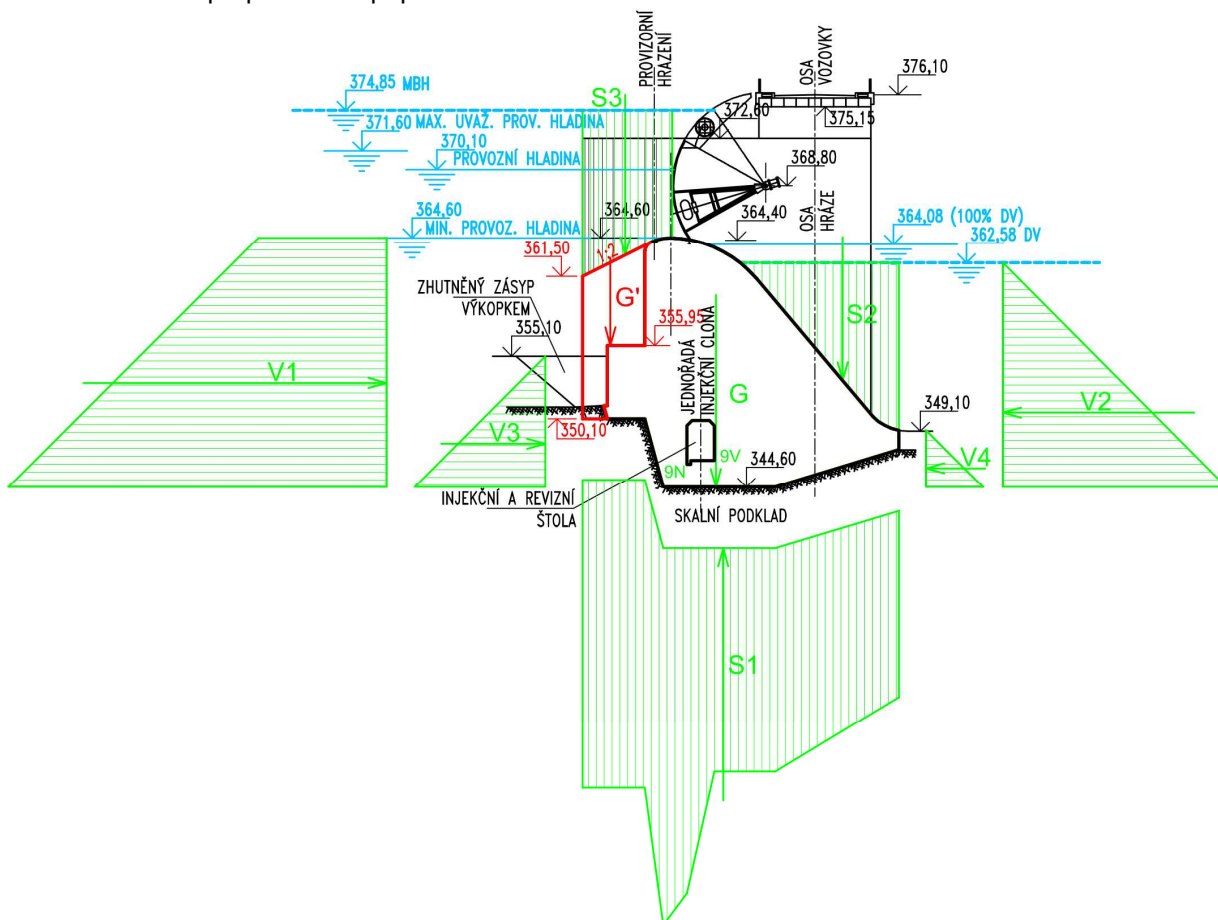 PROVIZORNÍ
HRAZENÍ
OSA
VOZOVKY
376,10
374,85 MBH
S3
372,60
375,15
371,60 MAX. UVAŽ. PROV. HLADINA
370,10
PROVOZNÍ HLADINA
368,80
364,60
MIN. PROVOZ. HLADINA
364,60
364,40
OSA
HRÁZE
364,08 (100% DV)
362,58 DV
361,50
1:2
ZHUTNĚNÝ ZÁSYP
VÝKOPKEM
G'
355,95
355,10
S2
JEDNOŘADÁ
INJEKČNÍ CLONA
G
V1
V2
349,10
V3
350,10
9N
9V
344,60
V4
INJEKČNÍ A REVIZNÍ
ŠTOLA
SKALNÍ PODKLAD
S1